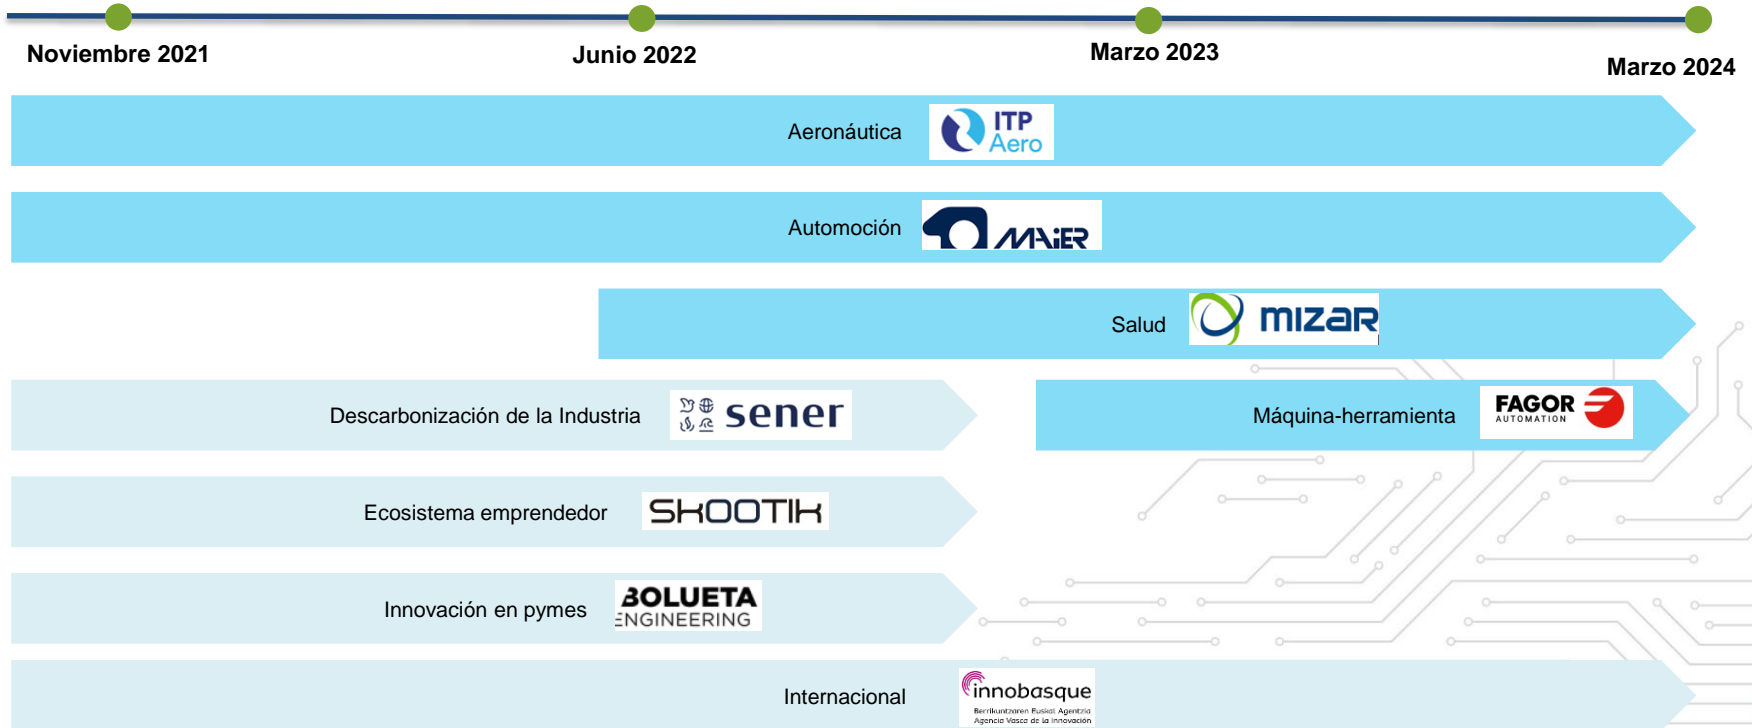 Noviembre 2021
Junio 2022
Marzo 2023
Marzo 2024
Aeronáutica
ITP
Aero
Automoción
MAIER
Salud
mizar
Descarbonización de la Industria
sener
Máquina-herramienta
FAGOR
AUTOMATION
Ecosistema emprendedor
SKOOTIK
Innovación en pymes
BOLUETA
ENGINEERING
Internacional
innobasque
Berrikuntzaren Euskal Agentzia
Agencia Vasca de la Innovación